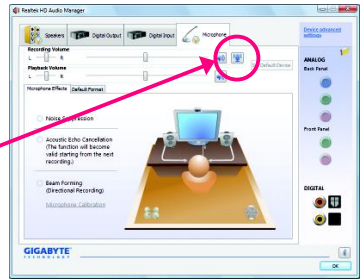 Realtek HD Audio Manager
Speakers
Digital Output
Digital Input
Microphone
Device advanced
settings
Recording Volume
L
R
Set Default Device
Playback Volume
L
R
ANALOG
Back Panel
Microphone Effects
Default Format
Noise Suppression
Acoustic Echo Cancellation
(The function will become
valid starting from the next
recording.)
Front Panel
Beam Forming
(Directional Recording)
Microphone Calibration
DIGITAL
GIGABYTE
TECHNOLOGY
OK